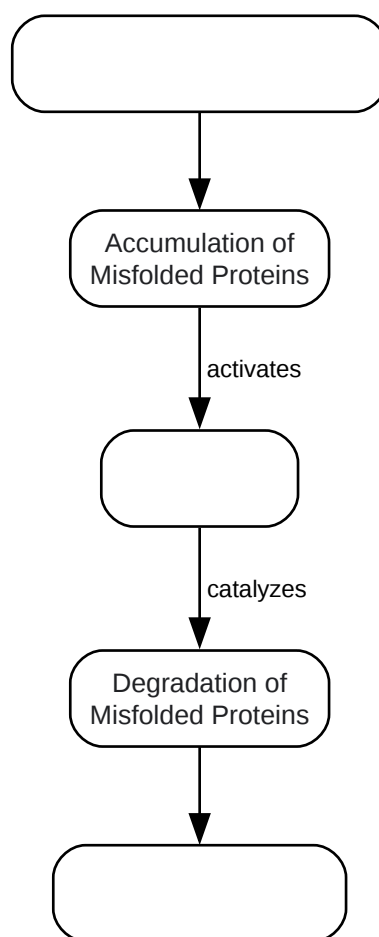 Accumulation of
Misfolded Proteins
activates
catalyzes
Degradation of
Misfolded Proteins